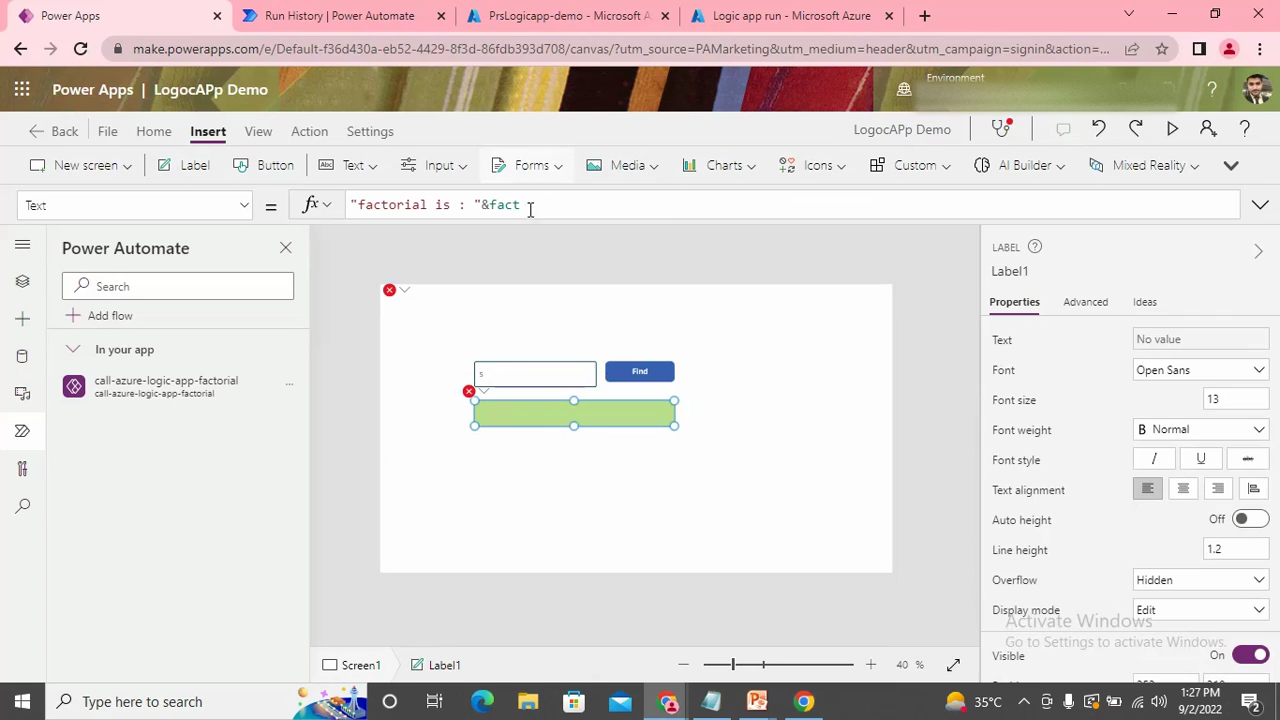 Power Apps
Run History | Power Automate
PrsLogicapp-demo - Microsoft A
Logic app run - Microsoft Azure
make.powerapps.com/e/Default-f36d430a-eb52-4429-8f3d-86fdb393d708/canvas/?utm_source=PAMarketing&utm_medium=header&utm_campaign=signin&action=...
Power Apps | LogocAPp Demo
Environment
Back
File
Home
Insert
View
Action
Settings
LogocAPp Demo
New screen
Label
Button
Abc Text
Input
Forms
Media
Charts
Icons
Custom
AI Builder
Mixed Reality
Text
=
fx
"factorial is : "&fact
Power Automate
Search
Add flow
In your app
call-azure-logic-app-factorial
call-azure-logic-app-factorial
...
Find
LABEL
Label1
Properties
Advanced
Ideas
Text
No value
Font
Open Sans
Font size
13
Font weight
B Normal
Font style
Text alignment
Auto height
Off
Line height
1.2
Overflow
Hidden
Display mode
Edit
Visible
On
Activate Windows
Go to Settings to activate Windows.
Screen1
Label1
40 %
Type here to search
35°C
1:27 PM
9/2/2022
2